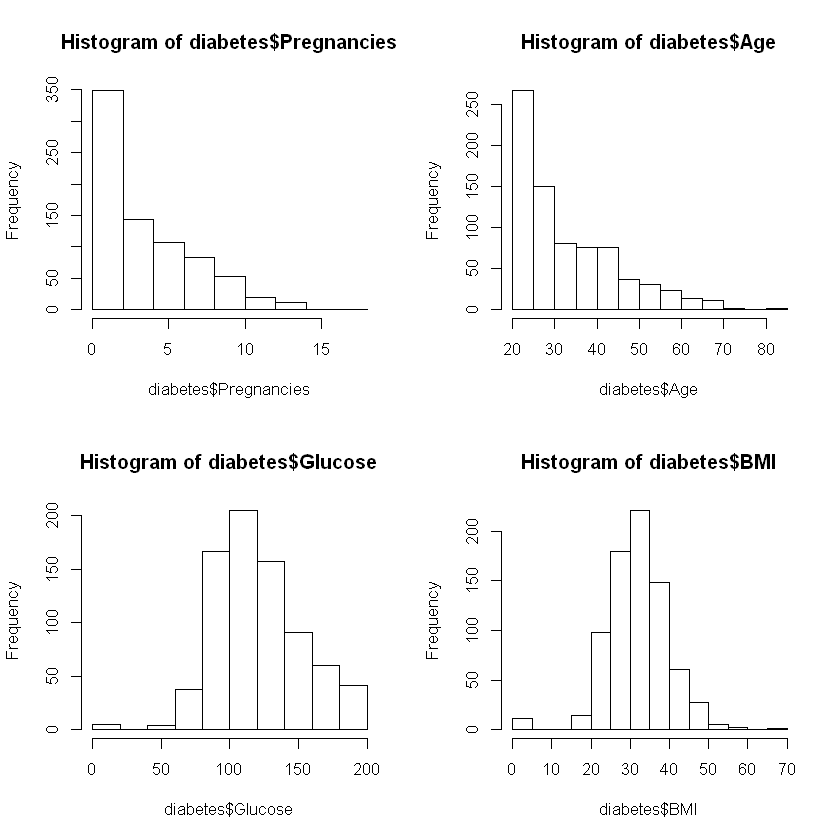 Histogram of diabetes$Pregnancies
Frequency
0 50 150 250 350
0 5 10 15
diabetes$Pregnancies
Histogram of diabetes$Age
Frequency
0 50 100 150 200 250
20 30 40 50 60 70 80
diabetes$Age
Histogram of diabetes$Glucose
Frequency
0 50 100 150 200
0 50 100 150 200
diabetes$Glucose
Histogram of diabetes$BMI
Frequency
0 50 100 150 200
0 10 20 30 40 50 60 70
diabetes$BMI